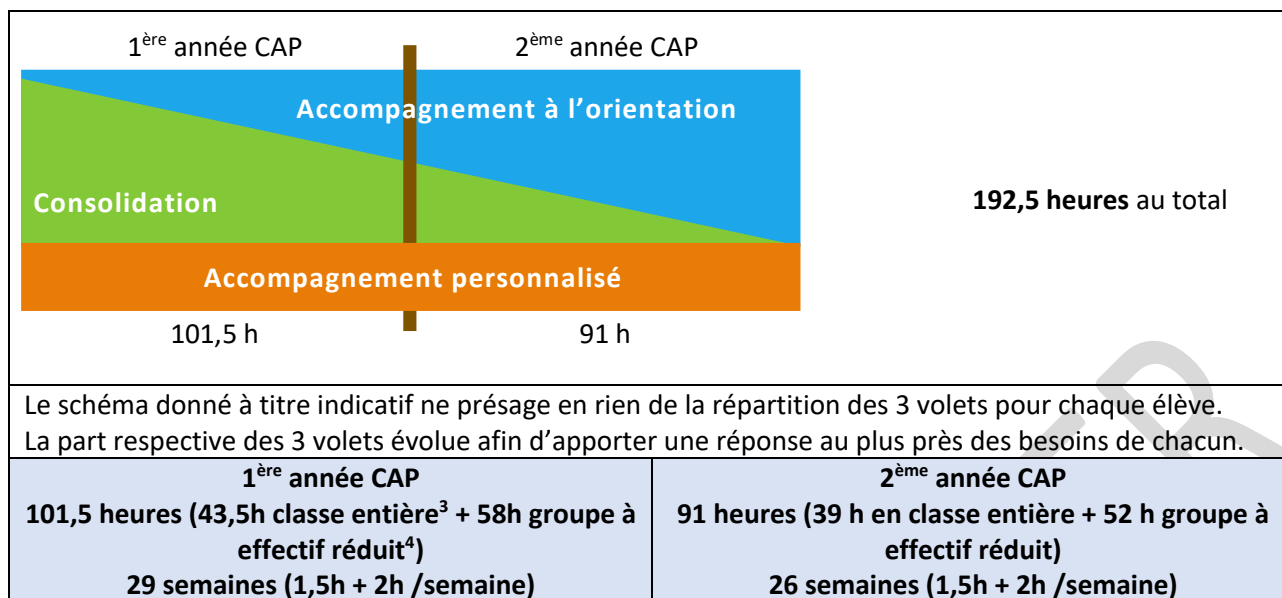 1ère année CAP
2ème année CAP
Accompagnement à l'orientation
Consolidation
192,5 heures au total
Accompagnement personnalisé
101,5 h
91 h
Le schéma donné à titre indicatif ne présage en rien de la répartition des 3 volets pour chaque élève.
La part respective des 3 volets évolue afin d'apporter une réponse au plus près des besoins de chacun.
1ère année CAP
101,5 heures (43,5h classe entière3 + 58h groupe à
effectif réduit4)
29 semaines (1,5h + 2h /semaine)
2ème année CAP
91 heures (39 h en classe entière + 52 h groupe à
effectif réduit)
26 semaines (1,5h + 2h /semaine)